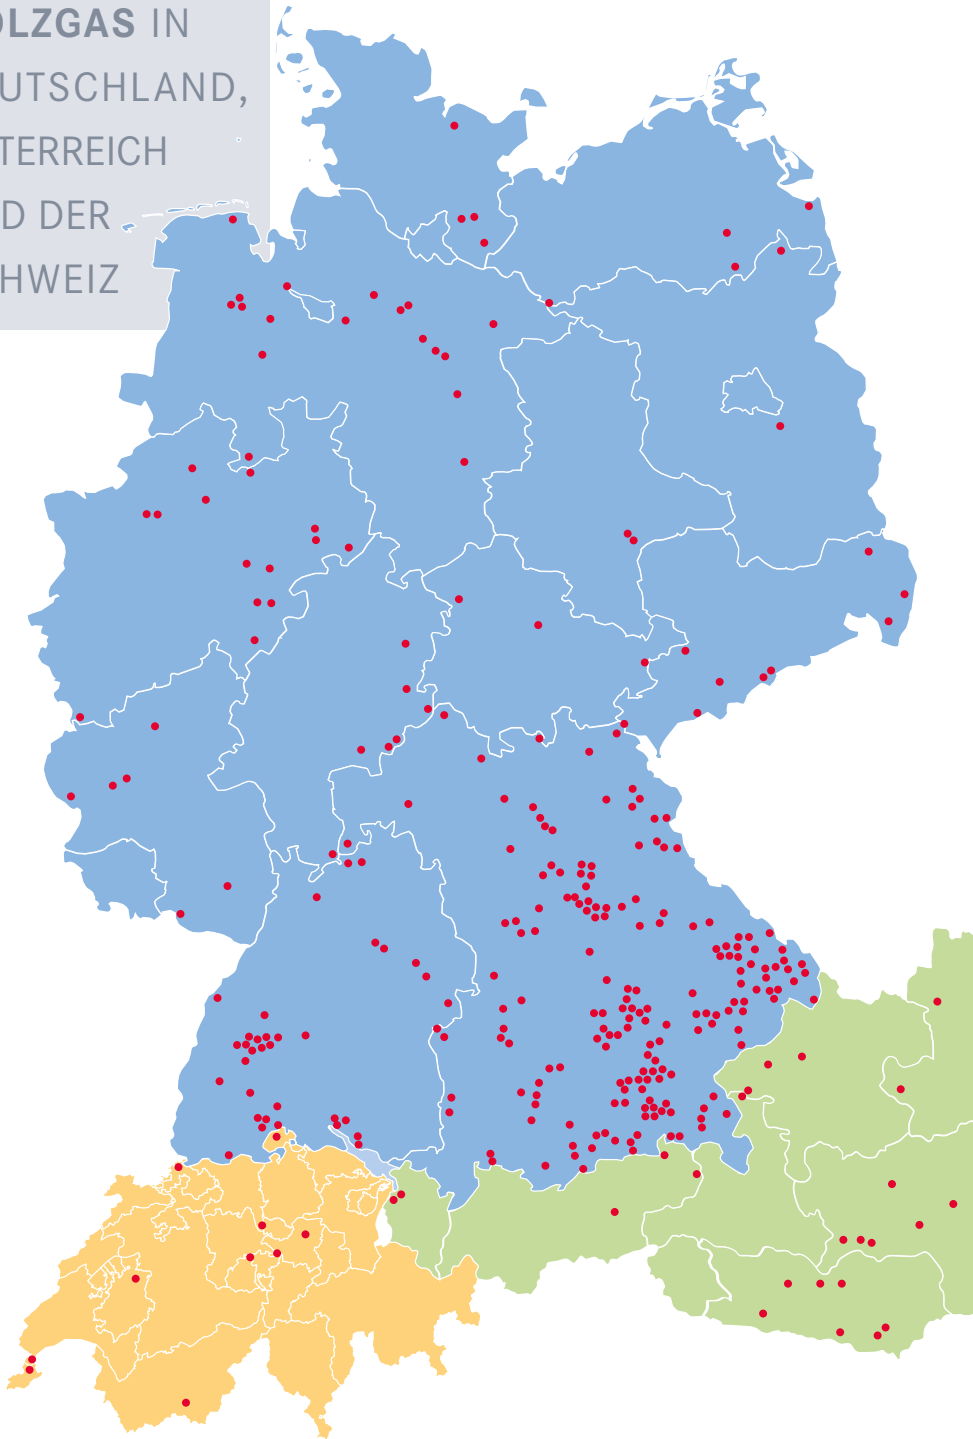 OLZGAS IN
UTSCHLAND,
TERREICH
D DER
HWEIZ